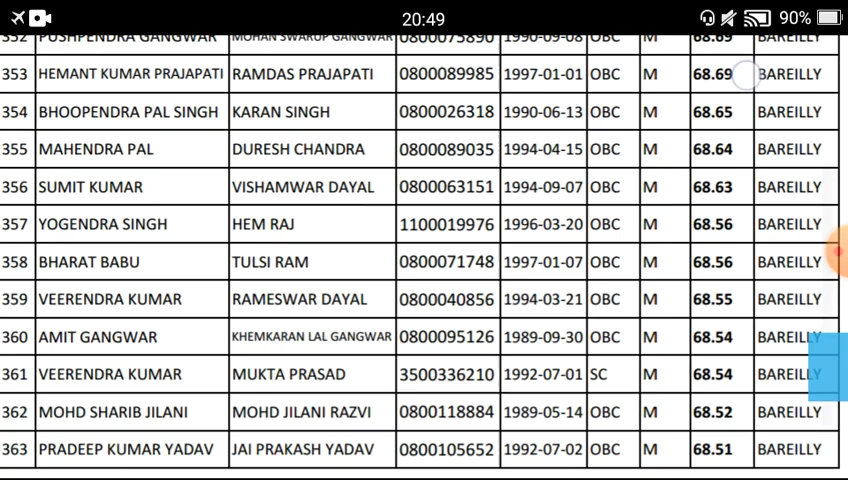 20:49 90%
352 PUSHPENDRA GANGWAR MOHAN SWARUP GANGWAR 0800075890 1990-09-08 OBC M 68.69 BAREILLY
353 HEMANT KUMAR PRAJAPATI RAMDAS PRAJAPATI 0800089985 1997-01-01 OBC M 68.69 BAREILLY
354 BHOOPENDRA PAL SINGH KARAN SINGH 0800026318 1990-06-13 OBC M 68.65 BAREILLY
355 MAHENDRA PAL DURESH CHANDRA 0800089035 1994-04-15 OBC M 68.64 BAREILLY
356 SUMIT KUMAR VISHAMWAR DAYAL 0800063151 1994-09-07 OBC M 68.63 BAREILLY
357 YOGENDRA SINGH HEM RAJ 1100019976 1996-03-20 OBC M 68.56 BAREILLY
358 BHARAT BABU TULSI RAM 0800071748 1997-01-07 OBC M 68.56 BAREILLY
359 VEERENDRA KUMAR RAMESWAR DAYAL 0800040856 1994-03-21 OBC M 68.55 BAREILLY
360 AMIT GANGWAR KHEMKARAN LAL GANGWAR 0800095126 1989-09-30 OBC M 68.54 BAREILLY
361 VEERENDRA KUMAR MUKTA PRASAD 3500336210 1992-07-01 SC M 68.54 BAREILLY
362 MOHD SHARIB JILANI MOHD JILANI RAZVI 0800118884 1989-05-14 OBC M 68.52 BAREILLY
363 PRADEEP KUMAR YADAV JAI PRAKASH YADAV 0800105652 1992-07-02 OBC M 68.51 BAREILLY